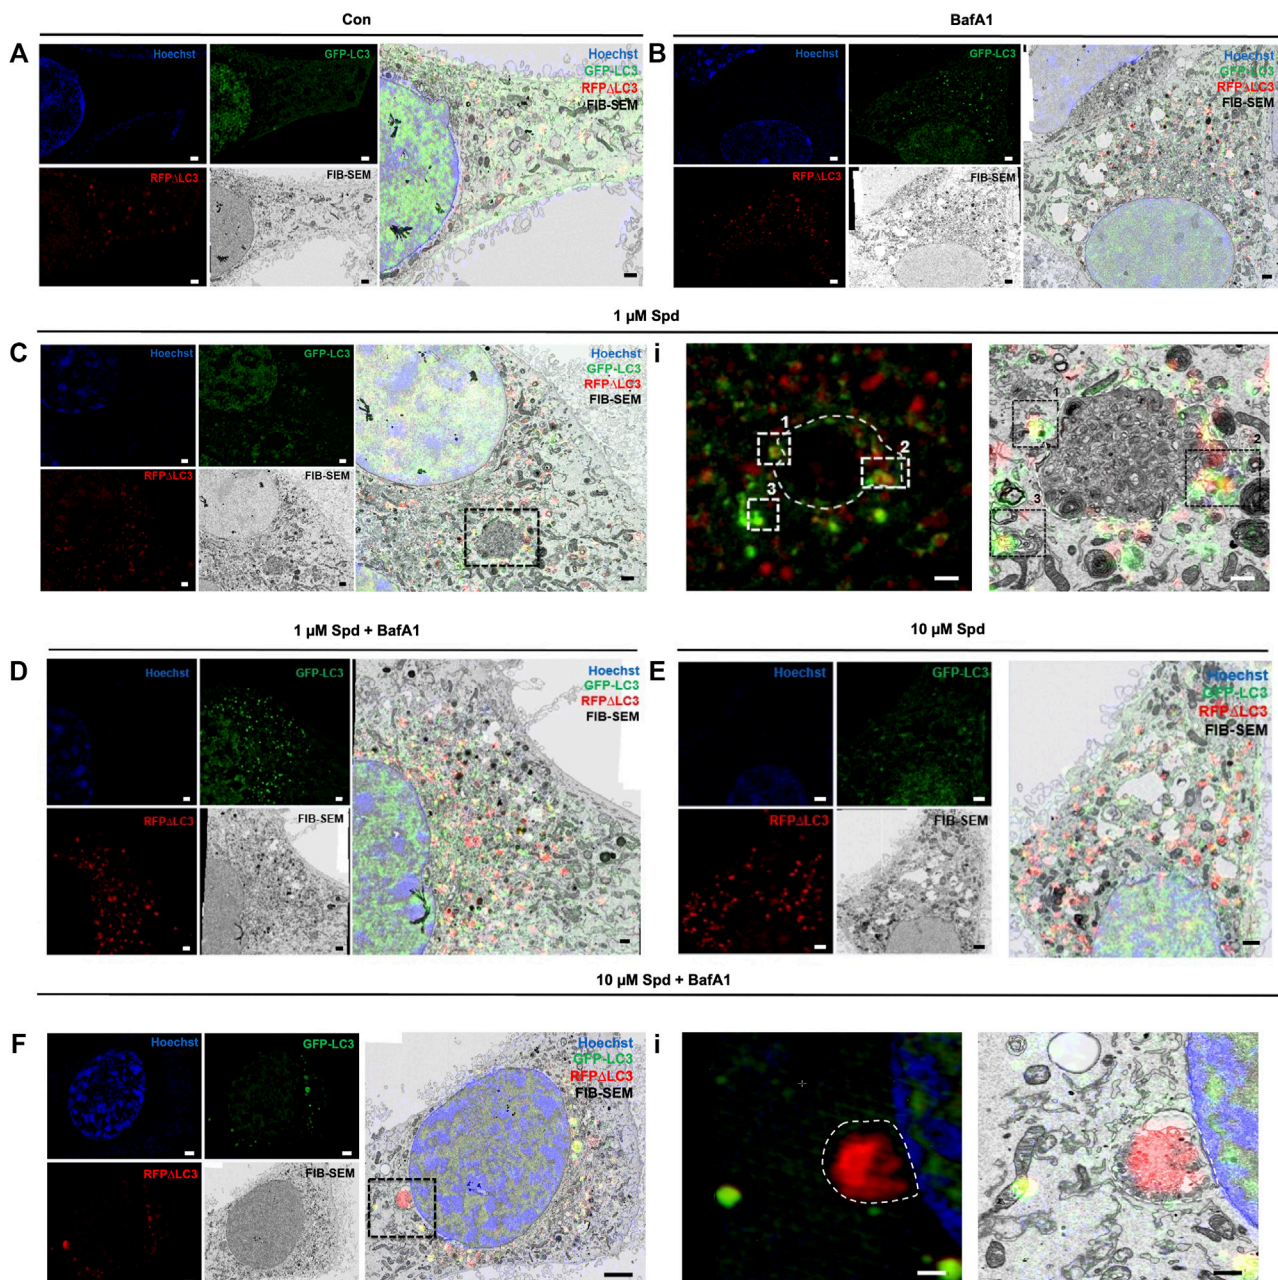 Con
BafA1
A
Hoechst
GFP-LC3
Hoechst
GFP-LC3
RFPΔLC3
FIB-SEM
RFPΔLC3
FIB-SEM
B
Hoechst
GFP-LC3
Hoechst
GFP-LC3
RFPΔLC3
FIB-SEM
RFPΔLC3
FIB-SEM
1 µM Spd
C
Hoechst
GFP-LC3
Hoechst
GFP-LC3
RFPΔLC3
FIB-SEM
RFPΔLC3
FIB-SEM
i
1
2
3
1
2
3
1 µM Spd + BafA1
10 µM Spd
D
Hoechst
GFP-LC3
Hoechst
GFP-LC3
RFPΔLC3
FIB-SEM
RFPΔLC3
FIB-SEM
E
Hoechst
GFP-LC3
Hoechst
GFP-LC3
RFPΔLC3
FIB-SEM
RFPΔLC3
FIB-SEM
10 µM Spd + BafA1
F
Hoechst
GFP-LC3
Hoechst
GFP-LC3
RFPΔLC3
FIB-SEM
RFPΔLC3
FIB-SEM
i